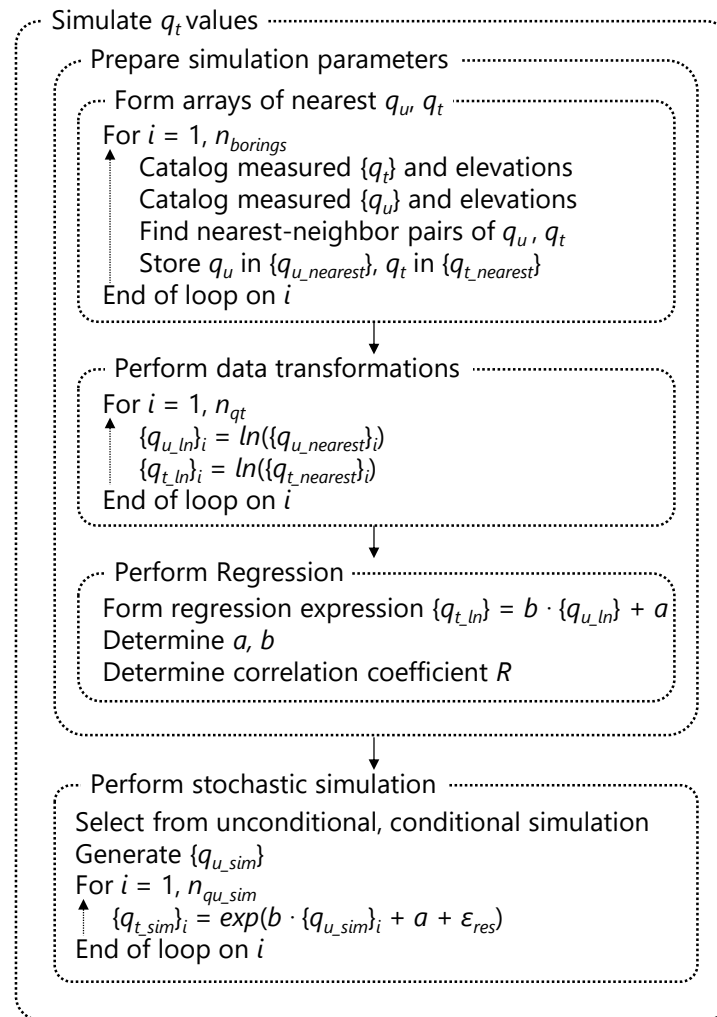 Simulate q_t values
Prepare simulation parameters
Form arrays of nearest q_u, q_t
For i = 1, n_borings
Catalog measured {q_t} and elevations
Catalog measured {q_u} and elevations
Find nearest-neighbor pairs of q_u, q_t
Store q_u in {q_u_nearest}, q_t in {q_t_nearest}
End of loop on i
Perform data transformations
For i = 1, n_qt
{q_u_ln}_i = ln({q_u_nearest}_i)
{q_t_ln}_i = ln({q_t_nearest}_i)
End of loop on i
Perform Regression
Form regression expression {q_t_ln} = b · {q_u_ln} + a
Determine a, b
Determine correlation coefficient R
Perform stochastic simulation
Select from unconditional, conditional simulation
Generate {q_u_sim}
For i = 1, n_qu_sim
{q_t_sim}_i = exp(b · {q_u_sim}_i + a + ε_res)
End of loop on i